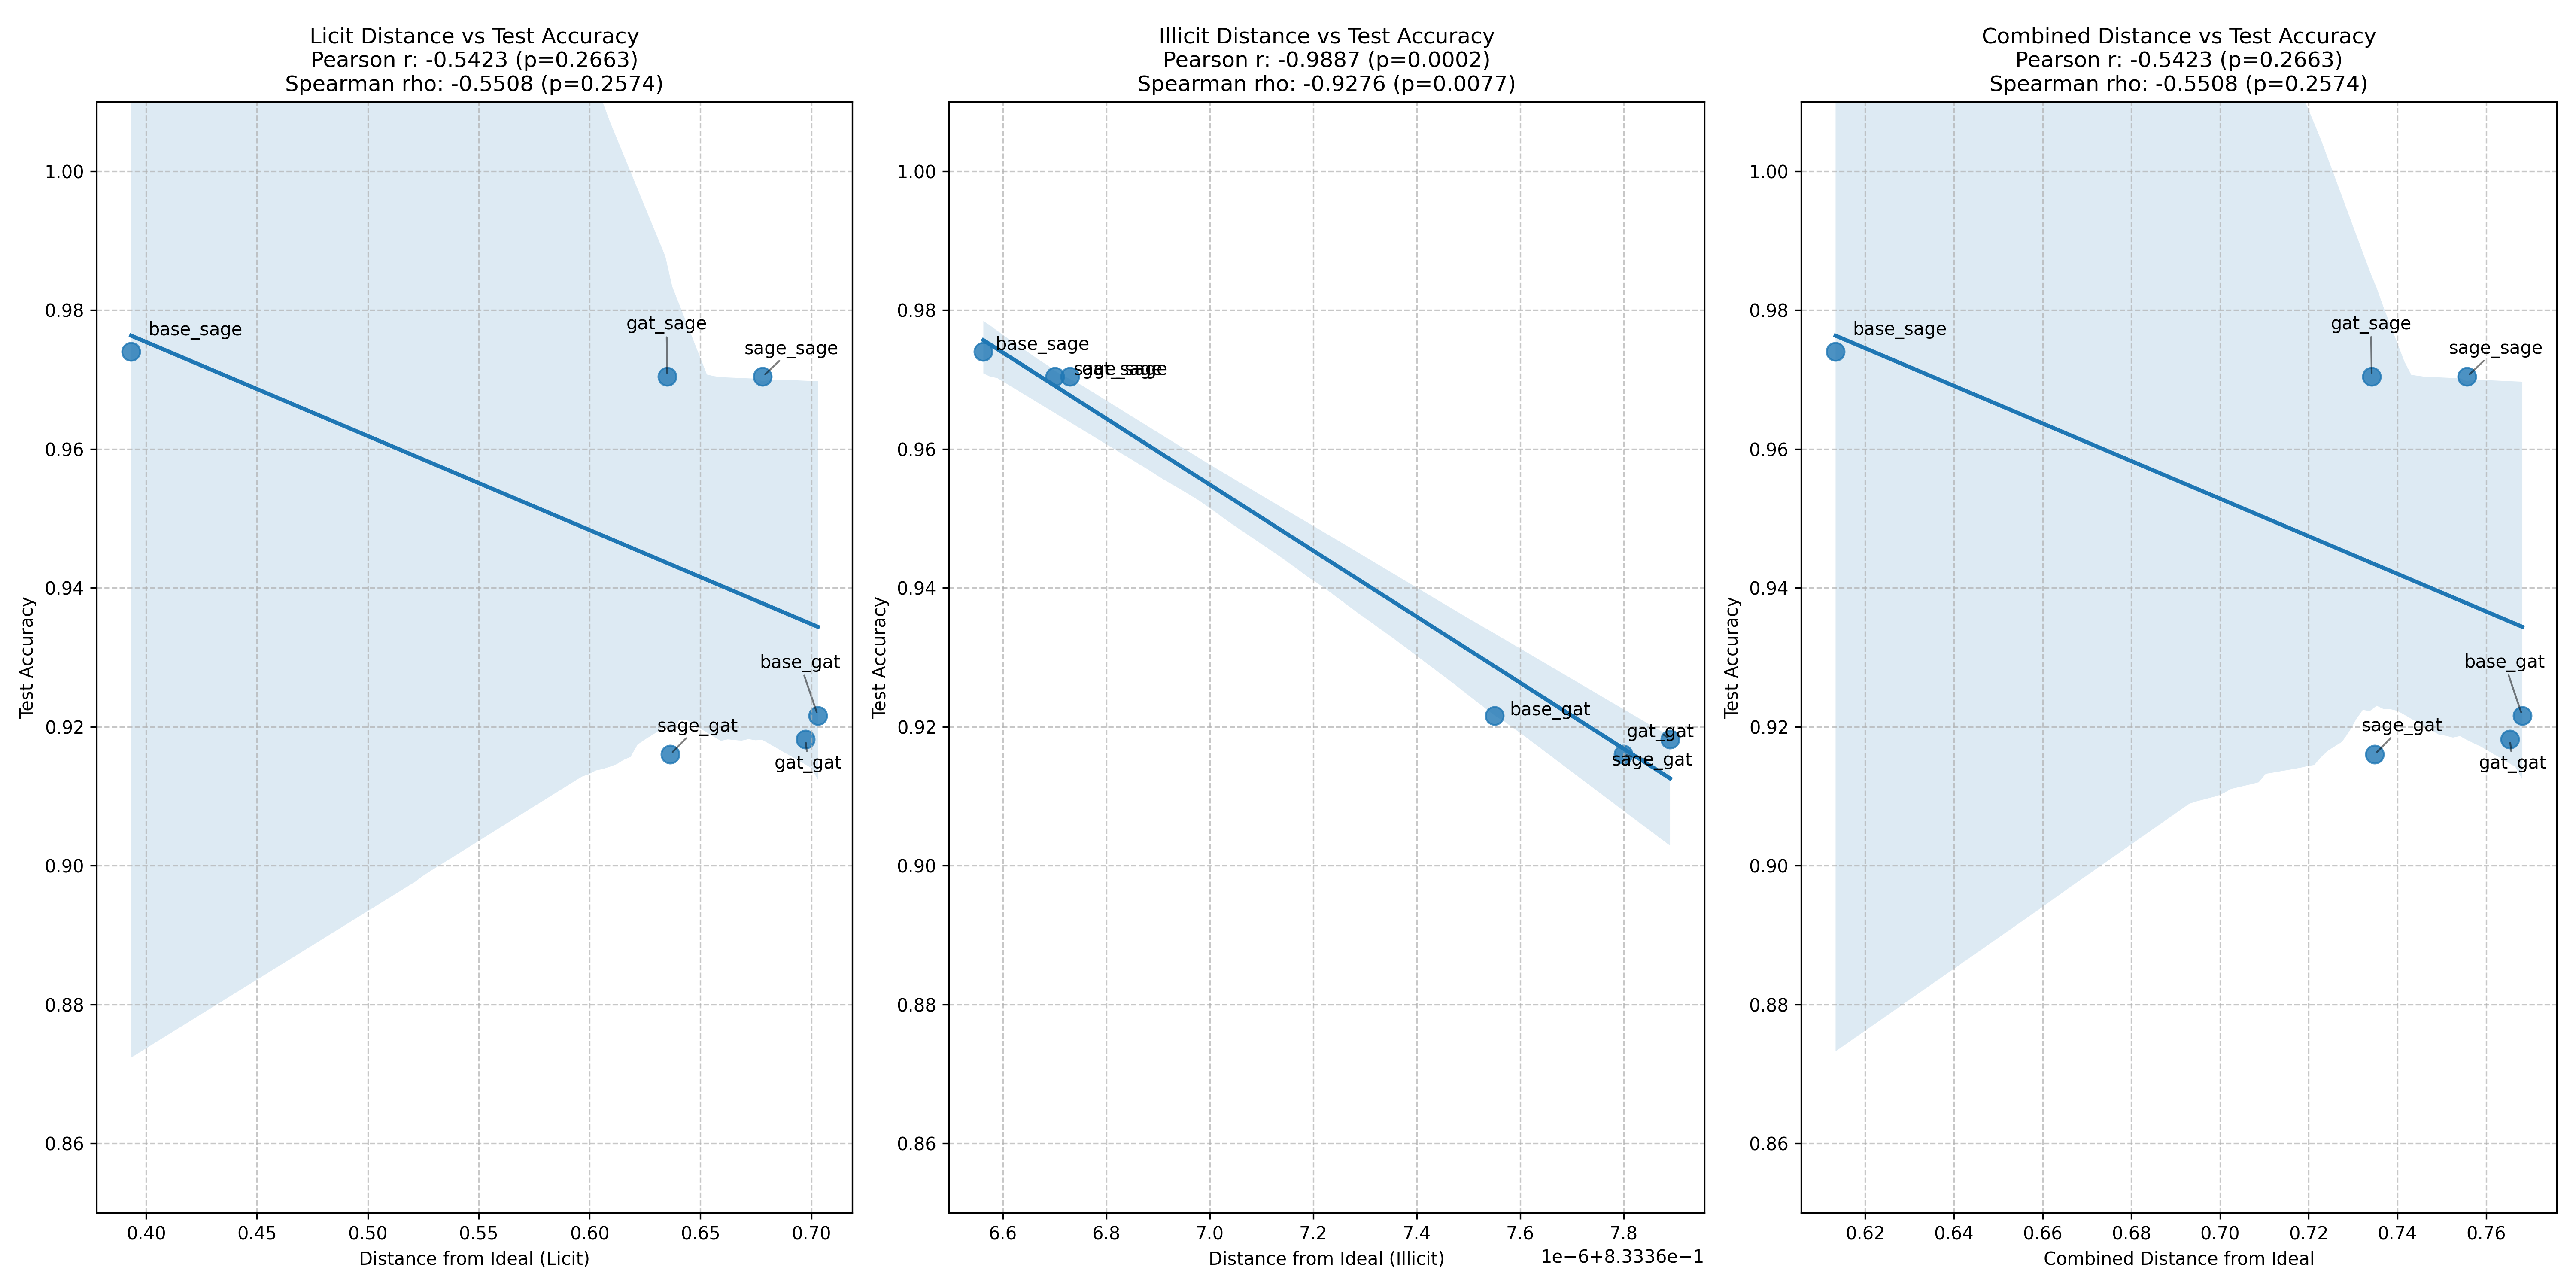 Licit Distance vs Test Accuracy
Pearson r: -0.5423 (p=0.2663)
Spearman rho: -0.5508 (p=0.2574)
1.00
0.98
0.96
0.94
0.92
0.90
0.88
0.86
Test Accuracy
base_sage
gat_sage
sage_sage
base_gat
sage_gat
gat_gat
0.40 0.45 0.50 0.55 0.60 0.65 0.70
Distance from Ideal (Licit)
Illicit Distance vs Test Accuracy
Pearson r: -0.9887 (p=0.0002)
Spearman rho: -0.9276 (p=0.0077)
1.00
0.98
0.96
0.94
0.92
0.90
0.88
0.86
Test Accuracy
base_sage
sage_sage
gat_sage
base_gat
gat_gat
sage_gat
6.6 6.8 7.0 7.2 7.4 7.6 7.8
1e−6+8.3336e−1
Distance from Ideal (Illicit)
Combined Distance vs Test Accuracy
Pearson r: -0.5423 (p=0.2663)
Spearman rho: -0.5508 (p=0.2574)
1.00
0.98
0.96
0.94
0.92
0.90
0.88
0.86
Test Accuracy
base_sage
gat_sage
sage_sage
base_gat
sage_gat
gat_gat
0.62 0.64 0.66 0.68 0.70 0.72 0.74 0.76
Combined Distance from Ideal